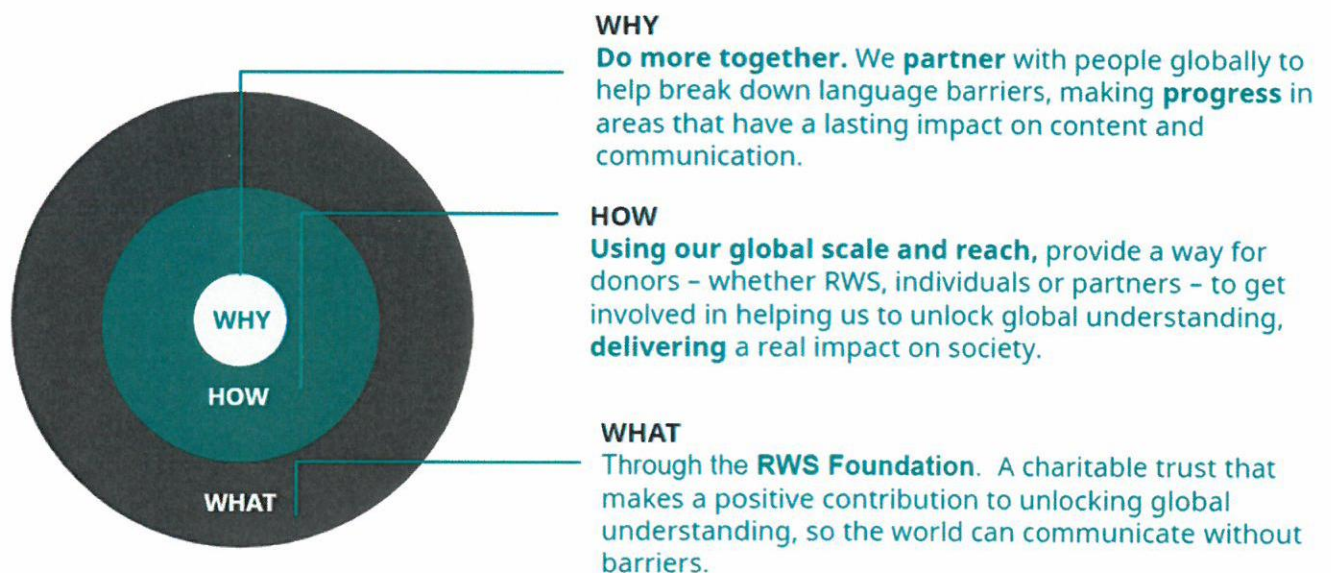 WHY
Do more together. We partner with people globally to
help break down language barriers, making progress in
areas that have a lasting impact on content and
communication.
HOW
Using our global scale and reach, provide a way for
donors – whether RWS, individuals or partners – to get
involved in helping us to unlock global understanding,
delivering a real impact on society.
WHAT
Through the RWS Foundation. A charitable trust that
makes a positive contribution to unlocking global
understanding, so the world can communicate without
barriers.
WHY
HOW
WHAT